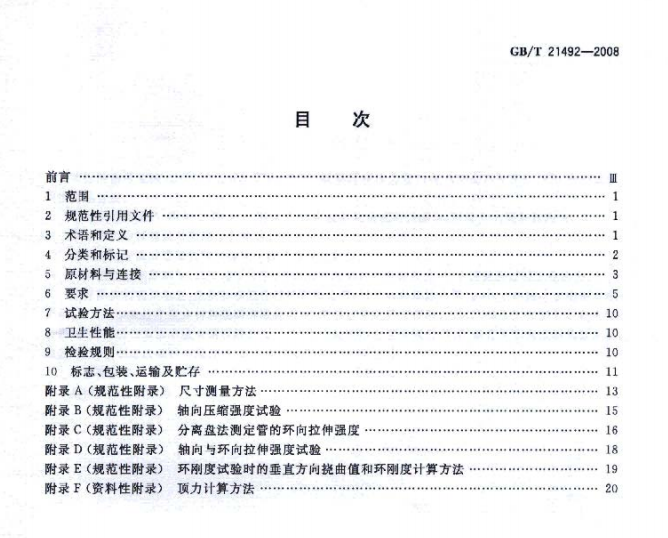 GB/T 21492—2008
目 次
前言 ………………………………………………………… Ⅲ
1 范围 ………………………………………………………… 1
2 规范性引用文件 ………………………………………………………… 1
3 术语和定义 ………………………………………………………… 1
4 分类和标记 ………………………………………………………… 2
5 原材料与连接 ………………………………………………………… 3
6 要求 ………………………………………………………… 5
7 试验方法 ………………………………………………………… 10
8 卫生性能 ………………………………………………………… 10
9 检验规则 ………………………………………………………… 10
10 标志、包装、运输及贮存 ………………………………………………………… 11
附录 A（规范性附录） 尺寸测量方法 ………………………………………………………… 13
附录 B（规范性附录） 轴向压缩强度试验 ………………………………………………………… 15
附录 C（规范性附录） 分离盘法测定管的环向拉伸强度 ………………………………………………………… 16
附录 D（规范性附录） 轴向与环向拉伸强度试验 ………………………………………………………… 18
附录 E（规范性附录） 环刚度试验时的垂直方向挠曲值和环刚度计算方法 ………………………………………………………… 19
附录 F（资料性附录） 顶力计算方法 ………………………………………………………… 20